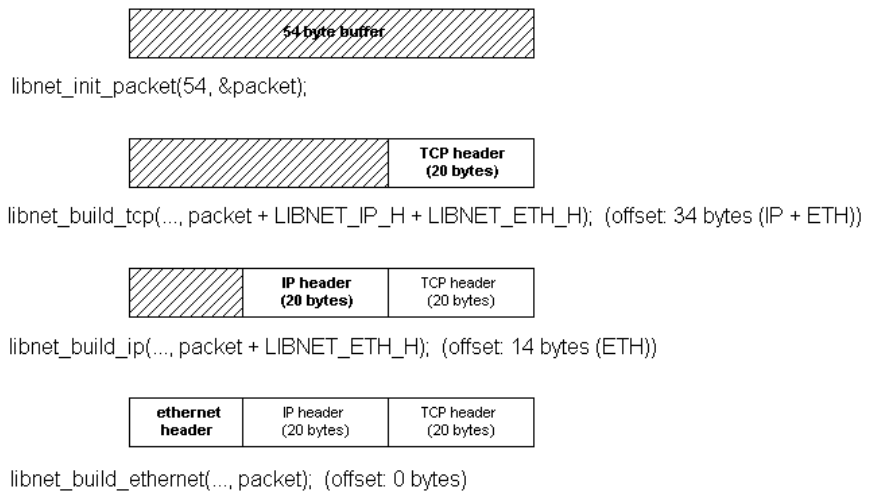 54 byte buffer
libnet_init_packet(54, &packet);
TCP header
(20 bytes)
libnet_build_tcp(..., packet + LIBNET_IP_H + LIBNET_ETH_H); (offset: 34 bytes (IP + ETH))
IP header
(20 bytes)
TCP header
(20 bytes)
libnet_build_ip(..., packet + LIBNET_ETH_H); (offset: 14 bytes (ETH))
ethernet
header
IP header
(20 bytes)
TCP header
(20 bytes)
libnet_build_ethernet(..., packet); (offset: 0 bytes)